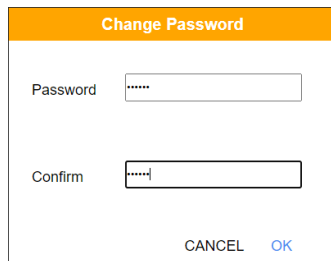 Change Password
Password ••••••
Confirm ••••••
CANCEL OK